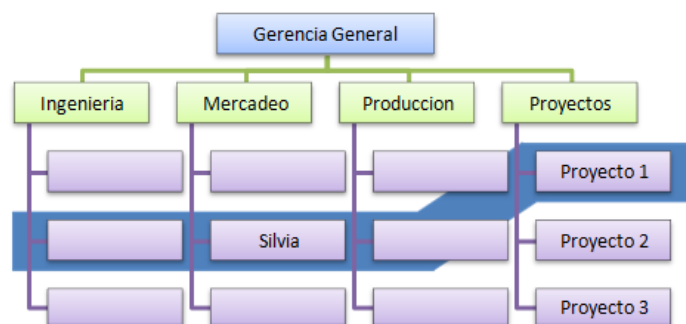 Gerencia General
Ingenieria
Mercadeo
Produccion
Proyectos
Proyecto 1
Silvia
Proyecto 2
Proyecto 3